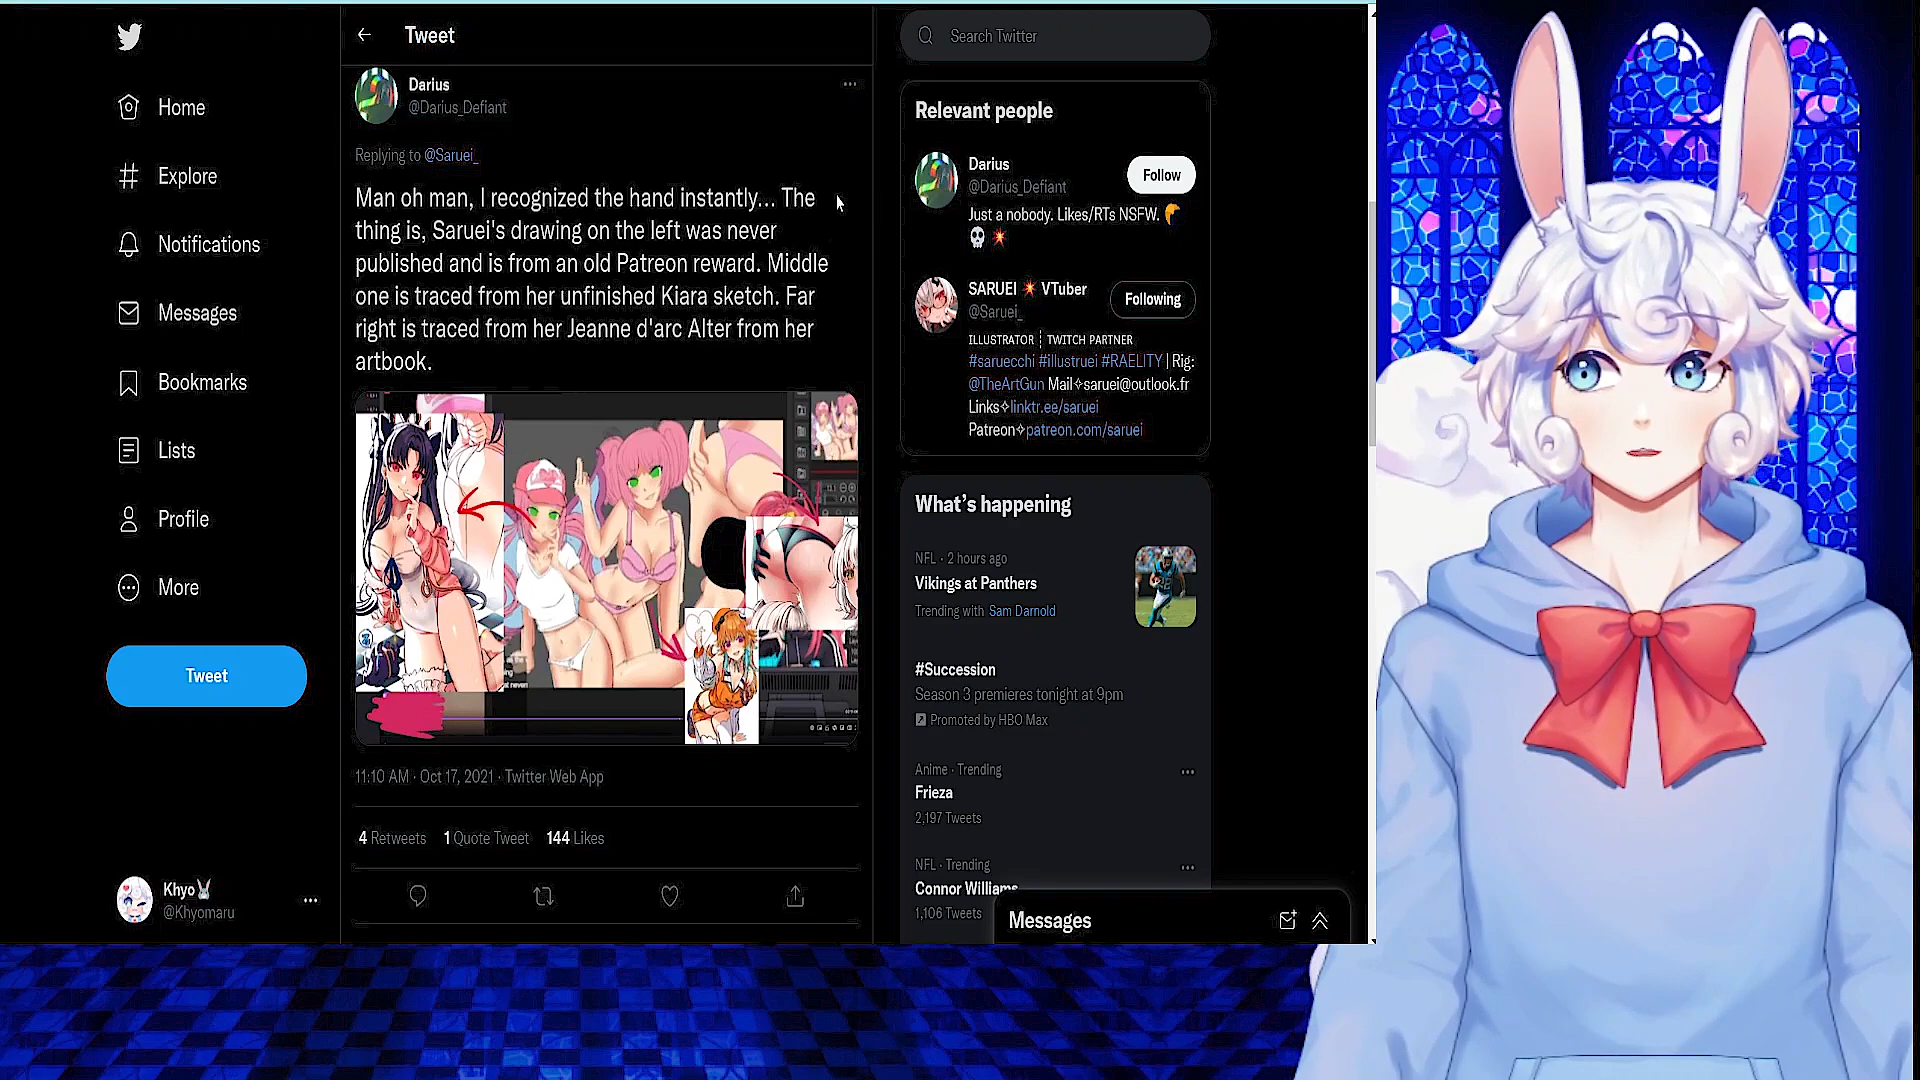 Home
Explore
Notifications
Messages
Bookmarks
Lists
Profile
More
Tweet
Khyo🐰
@Khyomaru
Tweet
Darius
@Darius_Defiant
Replying to @Saruei_
Man oh man, I recognized the hand instantly... The
thing is, Saruei's drawing on the left was never
published and is from an old Patreon reward. Middle
one is traced from her unfinished Kiara sketch. Far
right is traced from her Jeanne d'arc Alter from her
artbook.
11:10 AM · Oct 17, 2021 · Twitter Web App
4 Retweets 1 Quote Tweet 144 Likes
Search Twitter
Relevant people
Darius
@Darius_Defiant
Follow
Just a nobody. Likes/RTs NSFW. 🥐
💀 💥
SARUEI 💥 VTuber
@Saruei_
Following
ILLUSTRATOR ┊ TWITCH PARTNER
#saruecchi #illustruei #RAELITY | Rig:
@TheArtGun Mail✧saruei@outlook.fr
Links✧linktr.ee/saruei
Patreon✧patreon.com/saruei
What's happening
NFL · 2 hours ago
Vikings at Panthers
Trending with Sam Darnold
#Succession
Season 3 premieres tonight at 9pm
Promoted by HBO Max
Anime · Trending
Frieza
2,197 Tweets
NFL · Trending
Connor Williams
1,106 Tweets
Messages